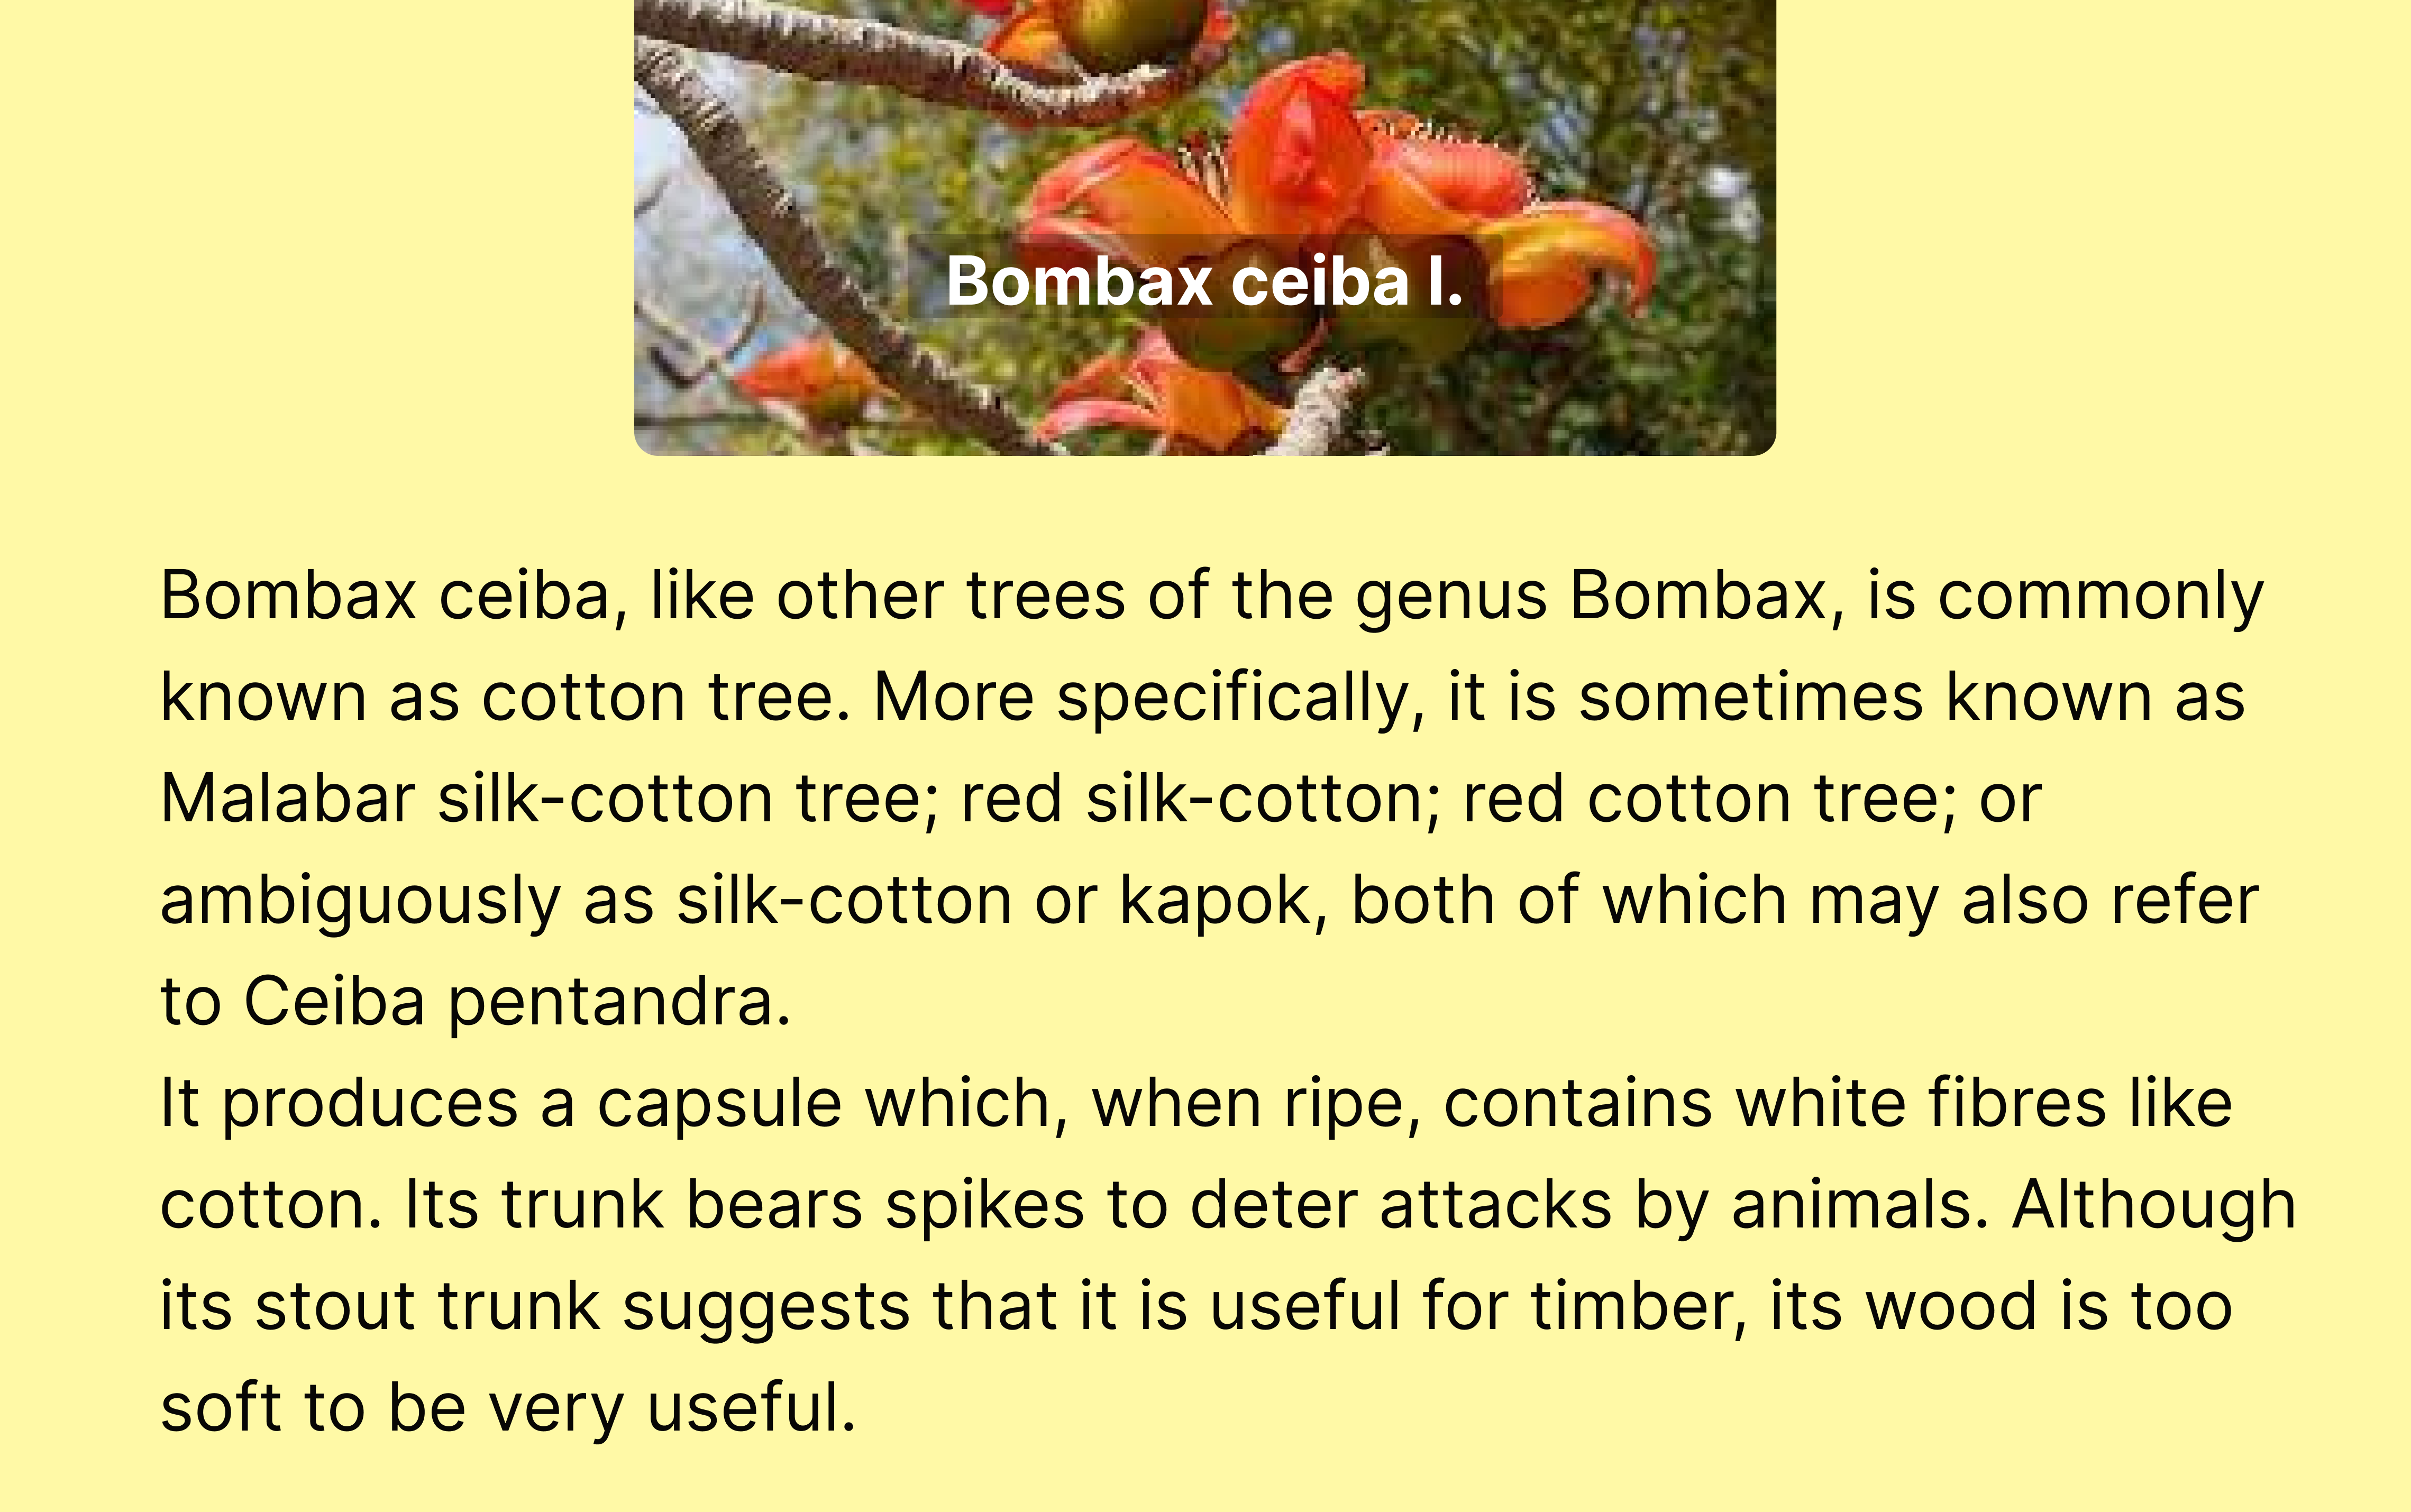 Bombax ceiba l.
Bombax ceiba, like other trees of the genus Bombax, is commonly
known as cotton tree. More specifically, it is sometimes known as
Malabar silk-cotton tree; red silk-cotton; red cotton tree; or
ambiguously as silk-cotton or kapok, both of which may also refer
to Ceiba pentandra.
It produces a capsule which, when ripe, contains white fibres like
cotton. Its trunk bears spikes to deter attacks by animals. Although
its stout trunk suggests that it is useful for timber, its wood is too
soft to be very useful.